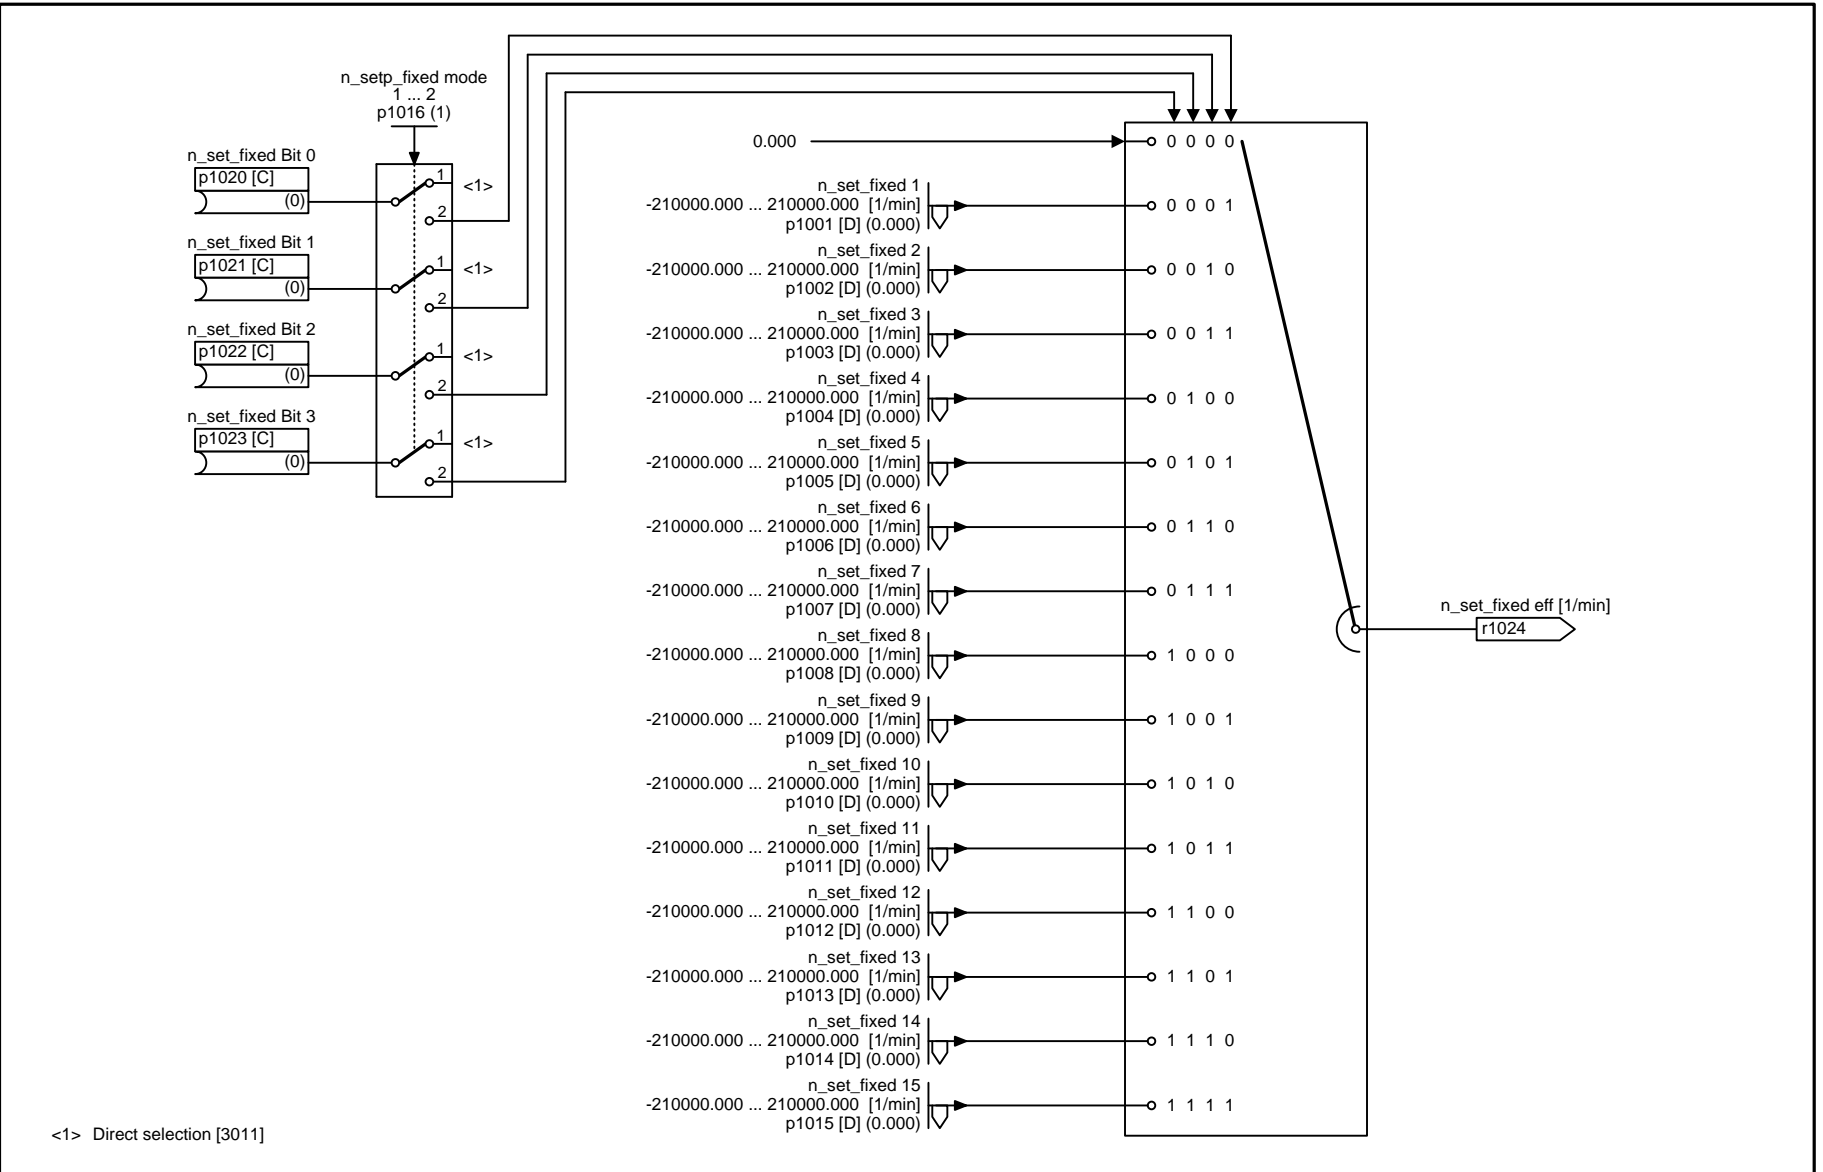 n_setp_fixed mode
1 ... 2
p1016 (1)
n_set_fixed Bit 0
p1020 [C]
(0)
1
<1>
2
n_set_fixed Bit 1
p1021 [C]
(0)
1
<1>
2
n_set_fixed Bit 2
p1022 [C]
(0)
1
<1>
2
n_set_fixed Bit 3
p1023 [C]
(0)
1
<1>
2
0.000
0 0 0 0
n_set_fixed 1
-210000.000 ... 210000.000 [1/min]
p1001 [D] (0.000)
0 0 0 1
n_set_fixed 2
-210000.000 ... 210000.000 [1/min]
p1002 [D] (0.000)
0 0 1 0
n_set_fixed 3
-210000.000 ... 210000.000 [1/min]
p1003 [D] (0.000)
0 0 1 1
n_set_fixed 4
-210000.000 ... 210000.000 [1/min]
p1004 [D] (0.000)
0 1 0 0
n_set_fixed 5
-210000.000 ... 210000.000 [1/min]
p1005 [D] (0.000)
0 1 0 1
n_set_fixed 6
-210000.000 ... 210000.000 [1/min]
p1006 [D] (0.000)
0 1 1 0
n_set_fixed 7
-210000.000 ... 210000.000 [1/min]
p1007 [D] (0.000)
0 1 1 1
n_set_fixed 8
-210000.000 ... 210000.000 [1/min]
p1008 [D] (0.000)
1 0 0 0
n_set_fixed 9
-210000.000 ... 210000.000 [1/min]
p1009 [D] (0.000)
1 0 0 1
n_set_fixed 10
-210000.000 ... 210000.000 [1/min]
p1010 [D] (0.000)
1 0 1 0
n_set_fixed 11
-210000.000 ... 210000.000 [1/min]
p1011 [D] (0.000)
1 0 1 1
n_set_fixed 12
-210000.000 ... 210000.000 [1/min]
p1012 [D] (0.000)
1 1 0 0
n_set_fixed 13
-210000.000 ... 210000.000 [1/min]
p1013 [D] (0.000)
1 1 0 1
n_set_fixed 14
-210000.000 ... 210000.000 [1/min]
p1014 [D] (0.000)
1 1 1 0
n_set_fixed 15
-210000.000 ... 210000.000 [1/min]
p1015 [D] (0.000)
1 1 1 1
n_set_fixed eff [1/min]
r1024
<1> Direct selection [3011]